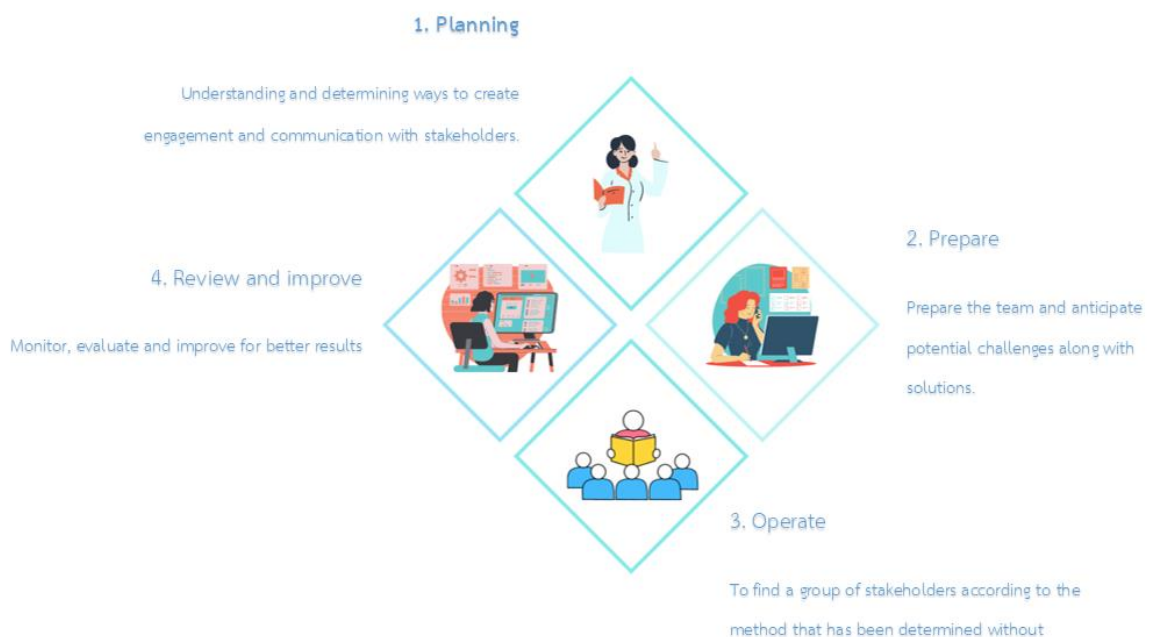 1. Planning
Understanding and determining ways to create
engagement and communication with stakeholders.
2. Prepare
Prepare the team and anticipate
potential challenges along with
solutions.
3. Operate
To find a group of stakeholders according to the
method that has been determined without
4. Review and improve
Monitor, evaluate and improve for better results